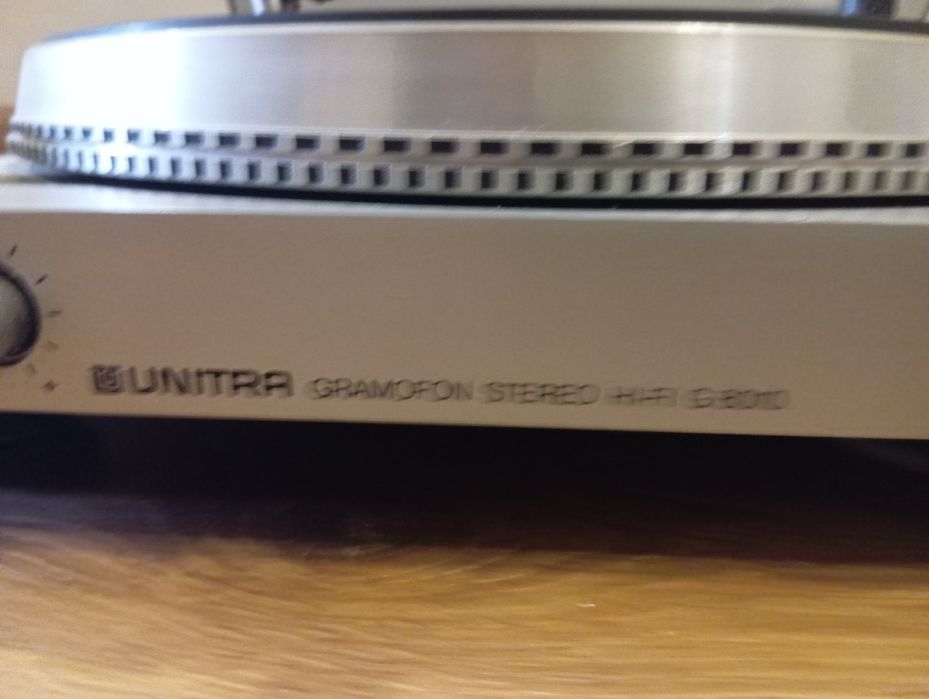 UNITRA GRAMOFON STEREO HI-FI G-8010